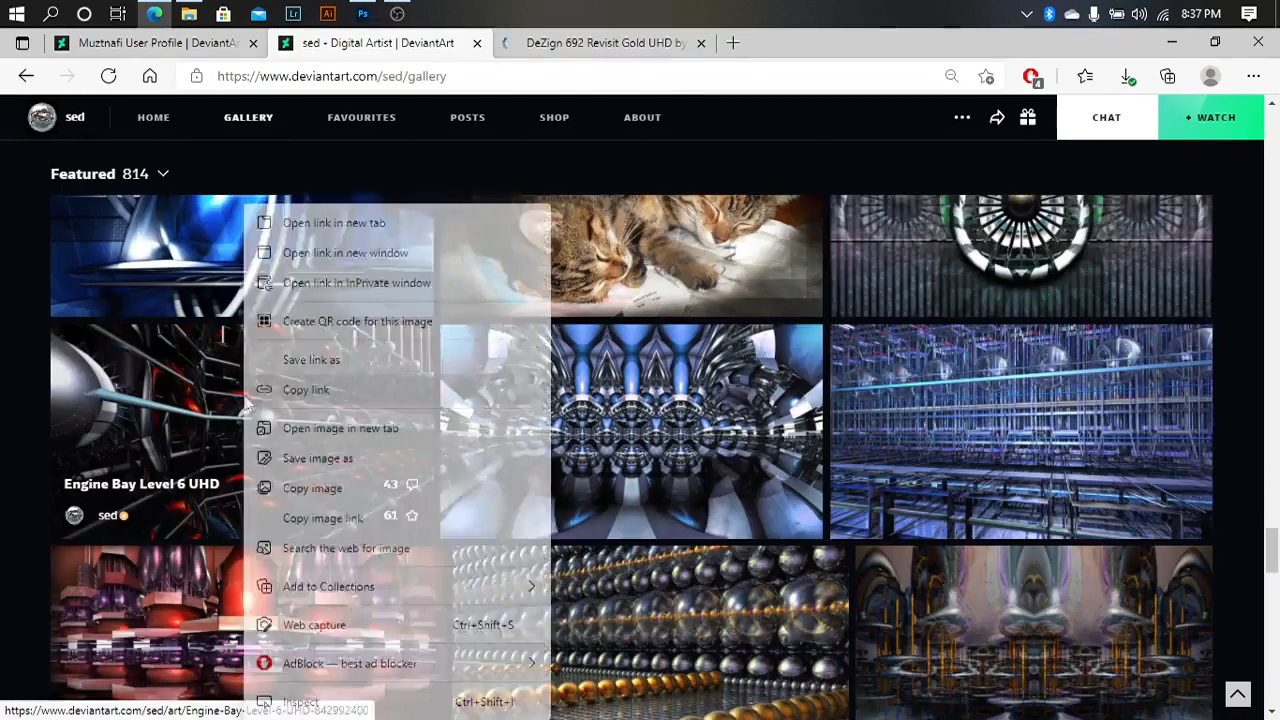 8:37 PM
Muztnafi User Profile | DeviantAr
sed - Digital Artist | DeviantArt
DeZign 692 Revisit Gold UHD by
https://www.deviantart.com/sed/gallery
4
sed
HOME
GALLERY
FAVOURITES
POSTS
SHOP
ABOUT
CHAT
+ WATCH
Featured 814
Open link in new tab
Open link in new window
Open link in InPrivate window
Create QR code for this image
Save link as
Copy link
Open image in new tab
Save image as
Copy image
Copy image link
Search the web for image
Add to Collections
Web capture Ctrl+Shift+S
AdBlock — best ad blocker
Inspect Ctrl+Shift+I
Engine Bay Level 6 UHD
43
sed
61
https://www.deviantart.com/sed/art/Engine-Bay-Level-6-UHD-842992400